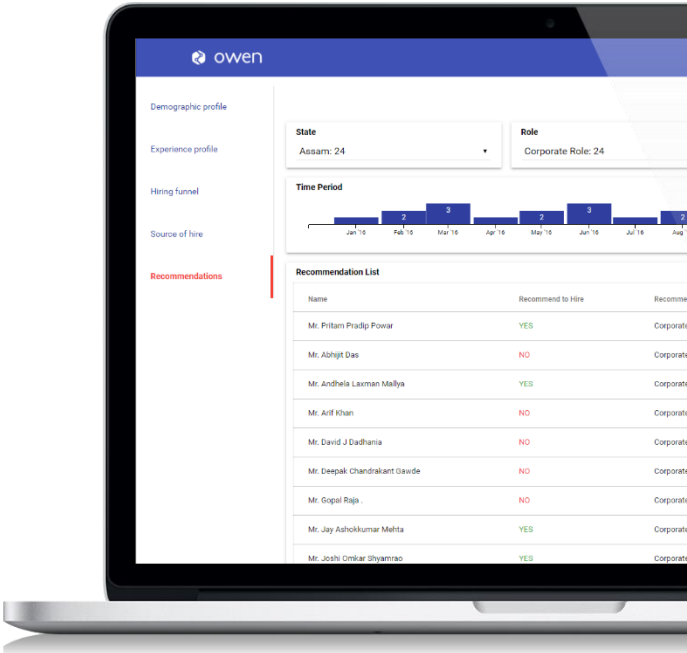 owen
Demographic profile
Experience profile
Hiring funnel
Source of hire
Recommendations
State
Assam: 24
Role
Corporate Role: 24
Time Period
2 3 2 3 2
Jan '16 Feb '16 Mar '16 Apr '16 May '16 Jun '16 Jul '16 Aug '
Recommendation List
Name Recommend to Hire Recomme
Mr. Pritam Pradip Powar YES Corporate
Mr. Abhijit Das NO Corporate
Mr. Andhela Laxman Mallya YES Corporate
Mr. Arif Khan NO Corporate
Mr. David J Dadhania NO Corporate
Mr. Deepak Chandrakant Gawde NO Corporate
Mr. Gopal Raja . NO Corporate
Mr. Jay Ashokkumar Mehta YES Corporate
Mr. Joshi Omkar Shyamrao YES Corporate